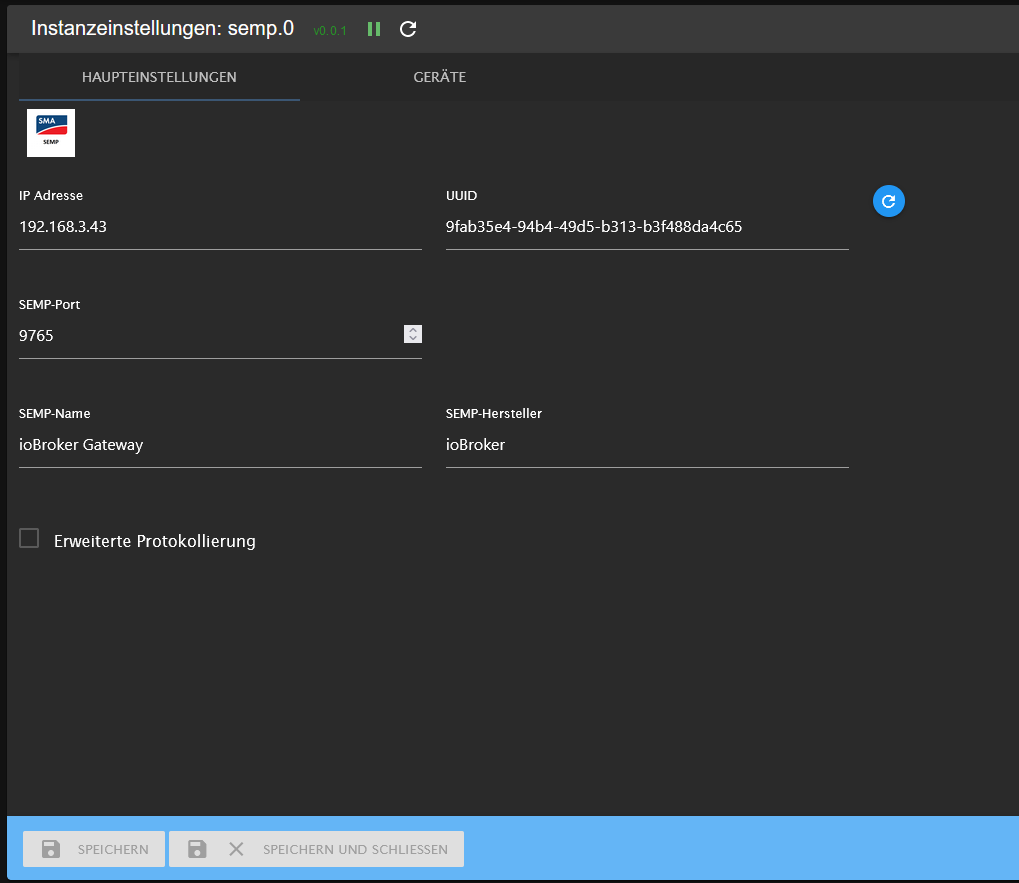 Instanzeinstellungen: semp.0 v0.0.1
HAUPTEINSTELLUNGEN GERÄTE
SMA
SEMP
IP Adresse UUID
192.168.3.43 9fab35e4-94b4-49d5-b313-b3f488da4c65
SEMP-Port
9765
SEMP-Name SEMP-Hersteller
ioBroker Gateway ioBroker
Erweiterte Protokollierung
SPEICHERN SPEICHERN UND SCHLIESSEN